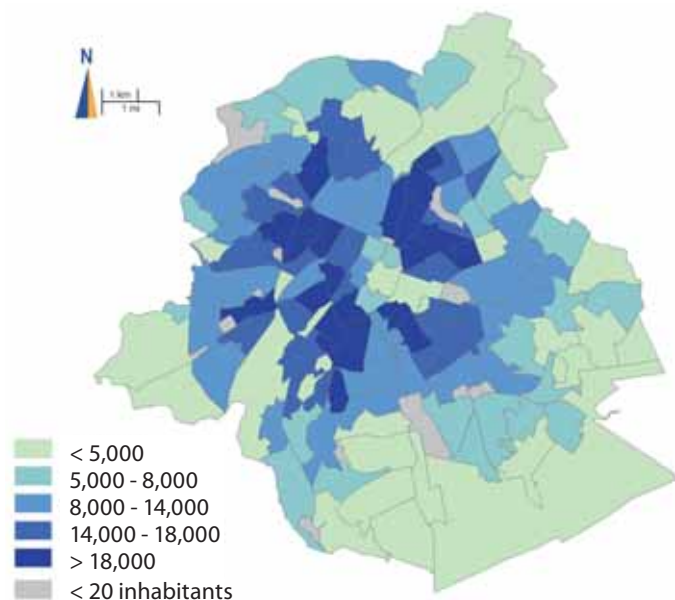 N
1 km
1 mi
< 5,000
5,000 - 8,000
8,000 - 14,000
14,000 - 18,000
> 18,000
< 20 inhabitants